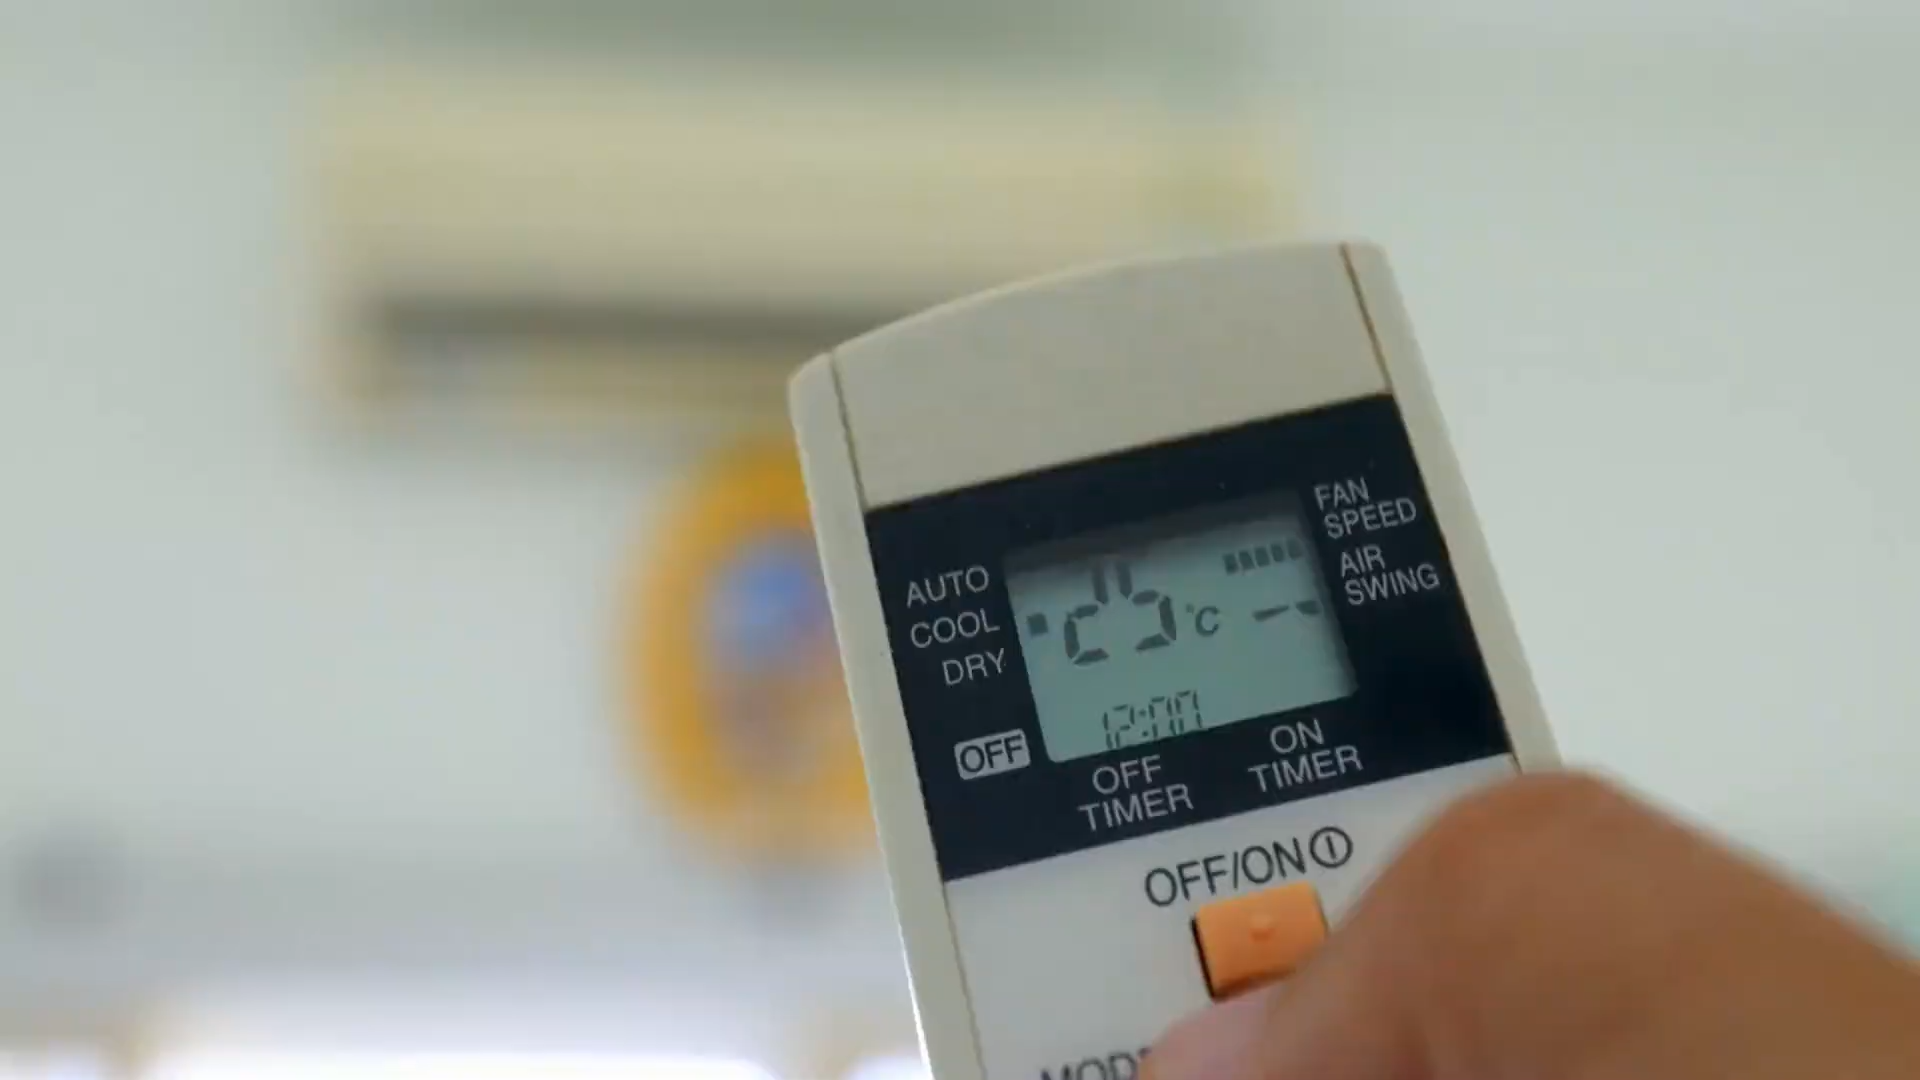 FAN
SPEED
AUTO
AIR
SWING
COOL
25°C
DRY
12:00
OFF
OFF
TIMER
ON
TIMER
OFF/ON